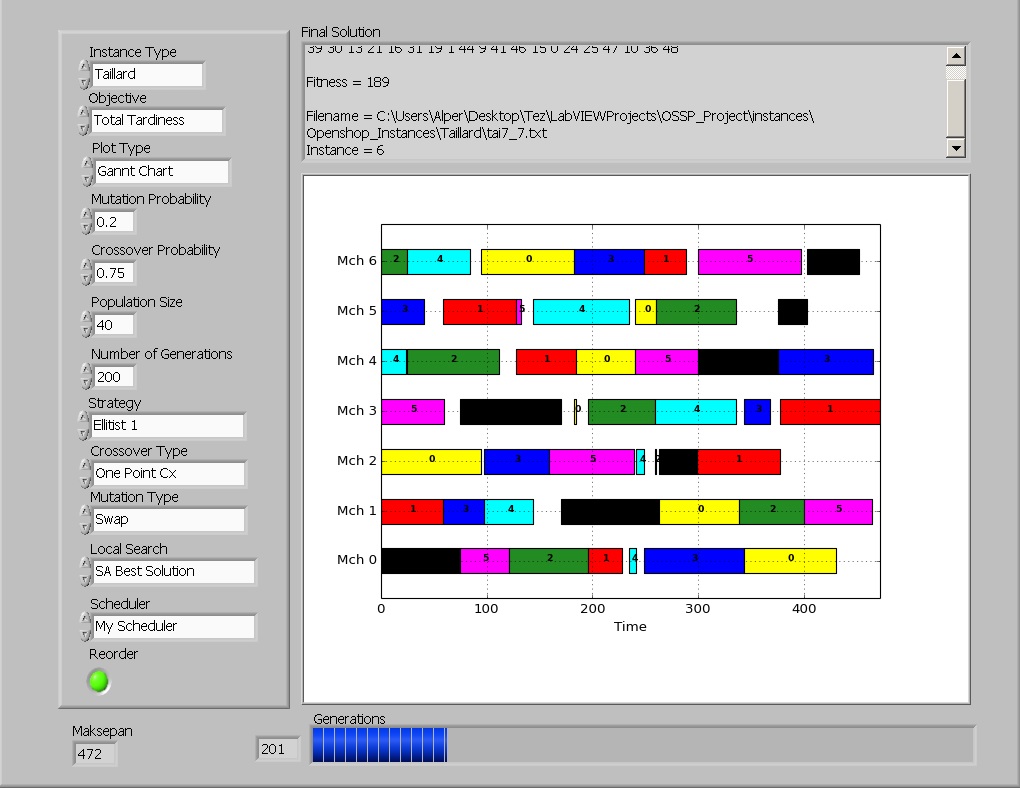 Instance Type
Taillard
Objective
Total Tardiness
Plot Type
Gannt Chart
Mutation Probability
0.2
Crossover Probability
0.75
Population Size
40
Number of Generations
200
Strategy
Ellitist 1
Crossover Type
One Point Cx
Mutation Type
Swap
Local Search
SA Best Solution
Scheduler
My Scheduler
Reorder
Maksepan
472
201
Final Solution
39 30 13 21 16 31 19 1 44 9 41 46 15 0 24 25 47 10 36 48
Fitness = 189
Filename = C:\Users\Alper\Desktop\Tez\LabVIEWProjects\OSSP_Project\instances\
Openshop_Instances\Taillard\tai7_7.txt
Instance = 6
Mch 6 2 4 0 3 1 5
Mch 5 3 1 5 4 0 2
Mch 4 4 2 1 0 5 3
Mch 3 5 0 2 4 3 1
Mch 2 0 3 5 4 1
Mch 1 1 3 4 0 2 5
Mch 0 5 2 1 4 3 0
0 100 200 300 400
Time
Generations